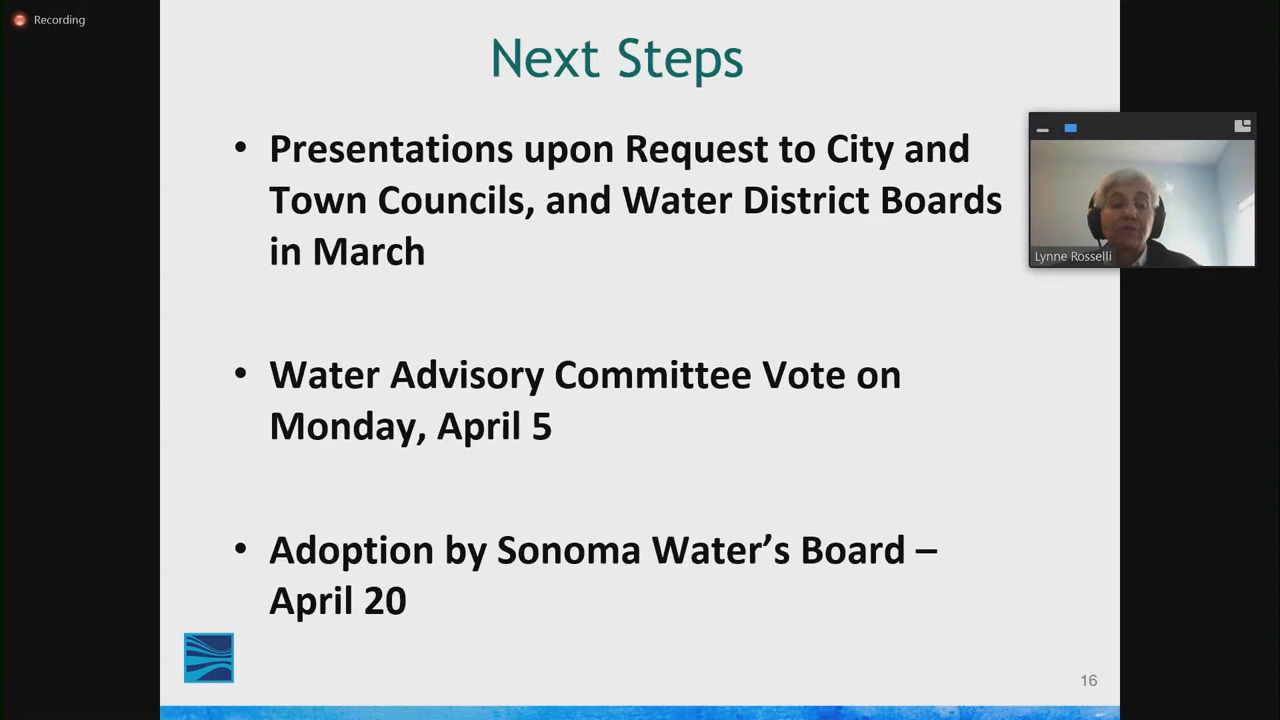 Recording
Next Steps
• Presentations upon Request to City and
Town Councils, and Water District Boards
in March
Lynne Rosselli
• Water Advisory Committee Vote on
Monday, April 5
• Adoption by Sonoma Water’s Board –
April 20
16